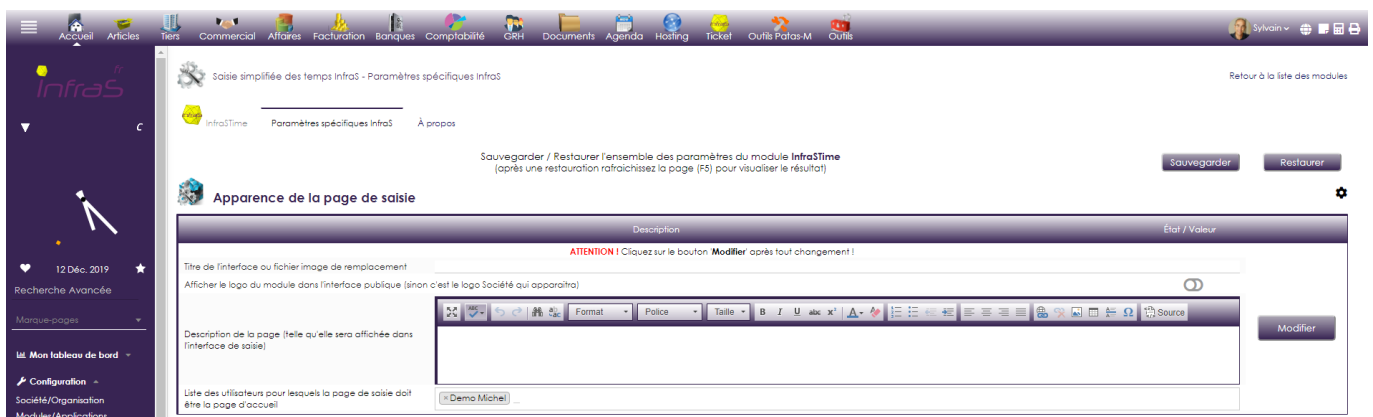 Accueil Articles Tiers Commercial Affaires Facturation Banques Comptabilité GRH Documents Agenda Hosting Ticket Outils Patas-M Outils Sylvain
infraS.fr
Saisie simplifiée des temps InfraS - Paramètres spécifiques InfraS
Retour à la liste des modules
InfraSTime Paramètres spécifiques InfraS À propos
Sauvegarder / Restaurer l'ensemble des paramètres du module InfraSTime
(après une restauration rafraichissez la page (F5) pour visualiser le résultat)
Sauvegarder Restaurer
Apparence de la page de saisie
Description État / Valeur
ATTENTION ! Cliquez sur le bouton 'Modifier' après tout changement !
Titre de l'interface ou fichier image de remplacement
Afficher le logo du module dans l'interface publique (sinon c'est le logo Société qui apparaitra)
Format Police Taille B I U abc x² A Source
Description de la page (telle qu'elle sera affichée dans
l'interface de saisie)
Modifier
Liste des utilisateurs pour lesquels la page de saisie doit
être la page d'accueil
× Demo Michel ...
12 Déc. 2019
Recherche Avancée
Marque-pages
Mon tableau de bord
Configuration
Société/Organisation
Modules/Applications